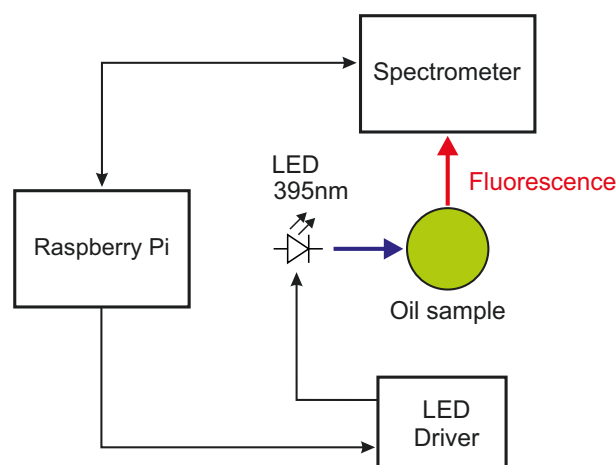 Spectrometer
LED
395nm
Fluorescence
Raspberry Pi
Oil sample
LED
Driver